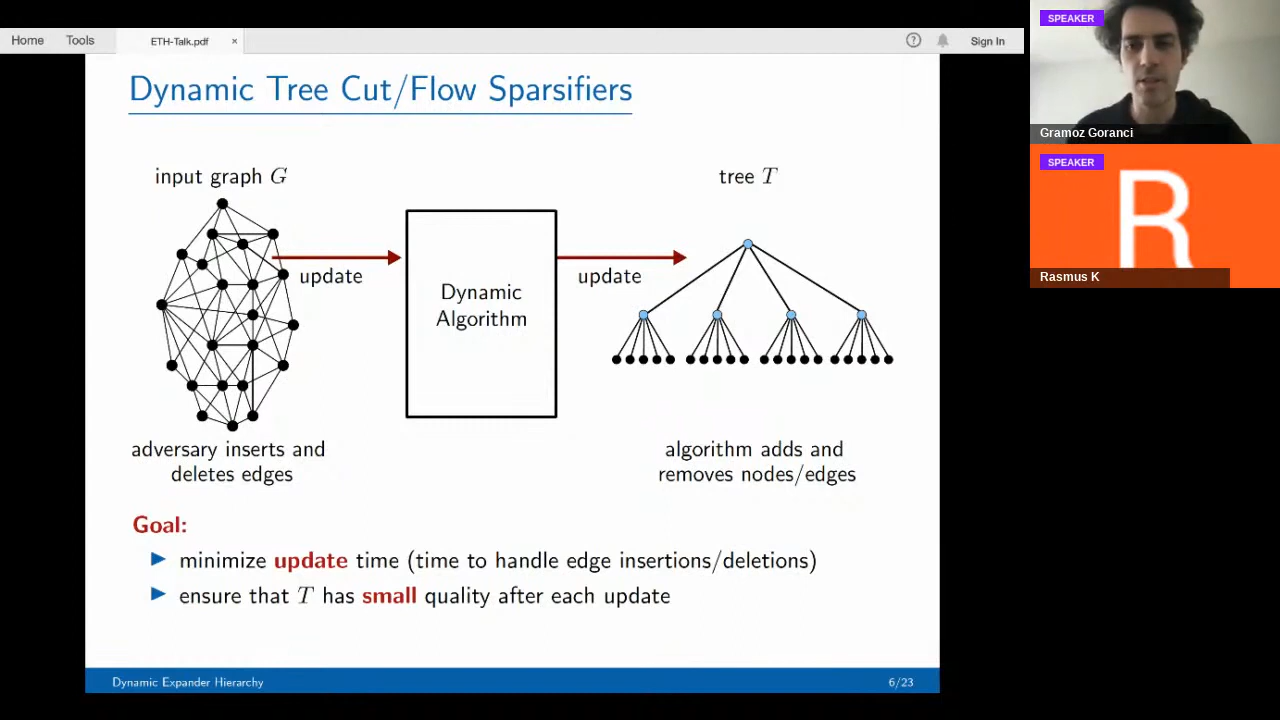 Home Tools ETH-Talk.pdf × ? Sign In
SPEAKER
Gramoz Goranci
SPEAKER
R
Rasmus K
Dynamic Tree Cut/Flow Sparsifiers
input graph G
tree T
update
update
Dynamic
Algorithm
adversary inserts and
deletes edges
algorithm adds and
removes nodes/edges
Goal:
minimize update time (time to handle edge insertions/deletions)
ensure that T has small quality after each update
Dynamic Expander Hierarchy 6/23